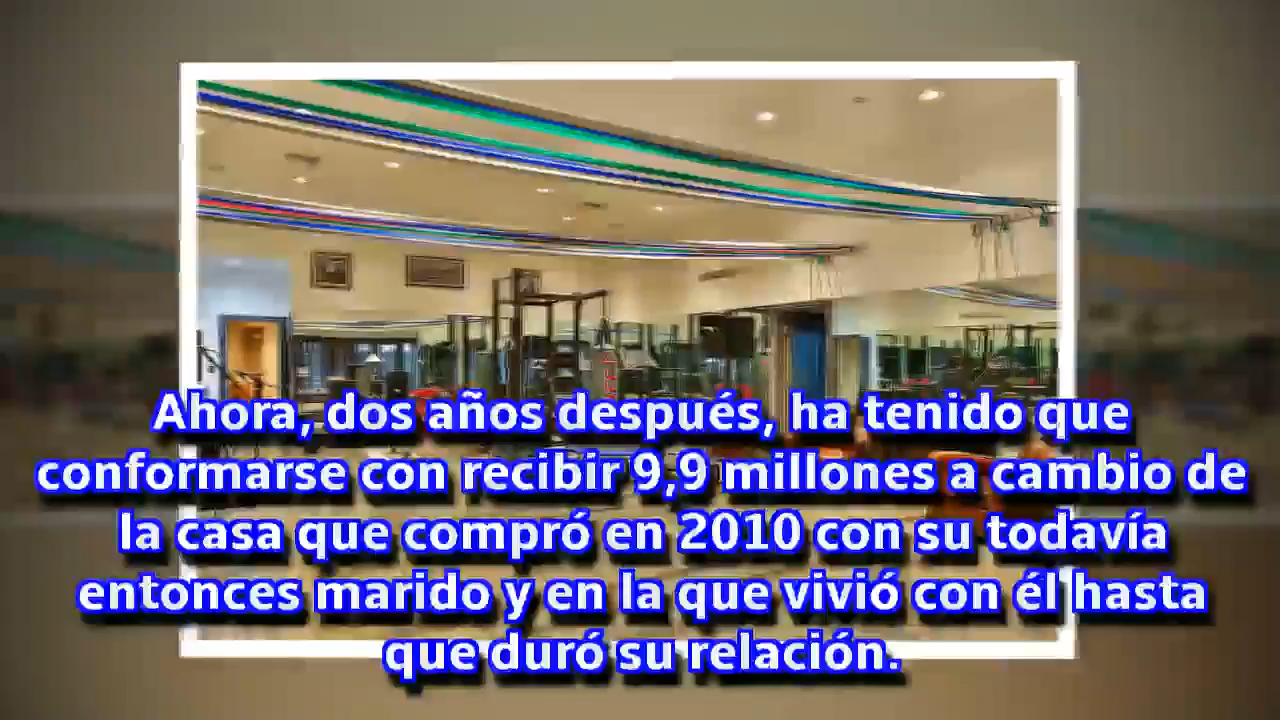 Ahora, dos años después, ha tenido que
conformarse con recibir 9,9 millones a cambio de
la casa que compró en 2010 con su todavía
entonces marido y en la que vivió con él hasta
que duró su relación.